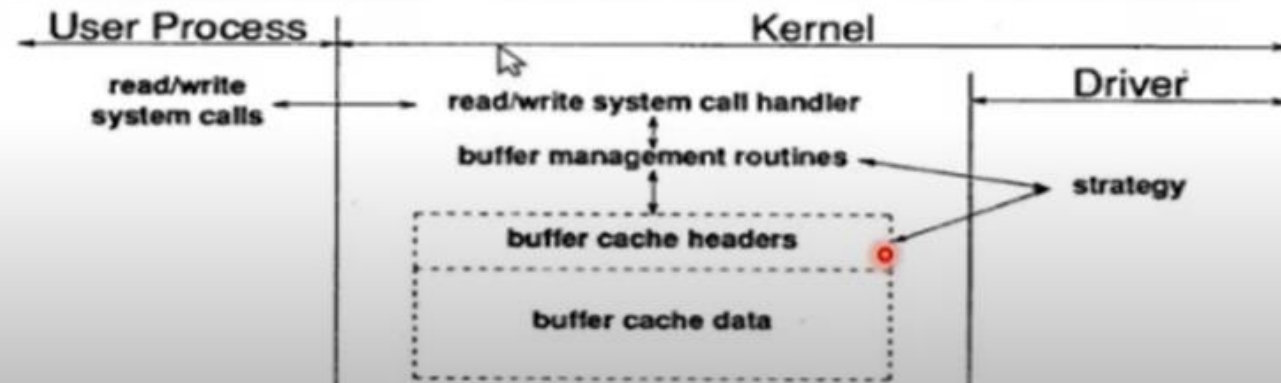 User Process
Kernel
read/write
system calls
read/write system call handler
Driver
buffer management routines
strategy
buffer cache headers
buffer cache data